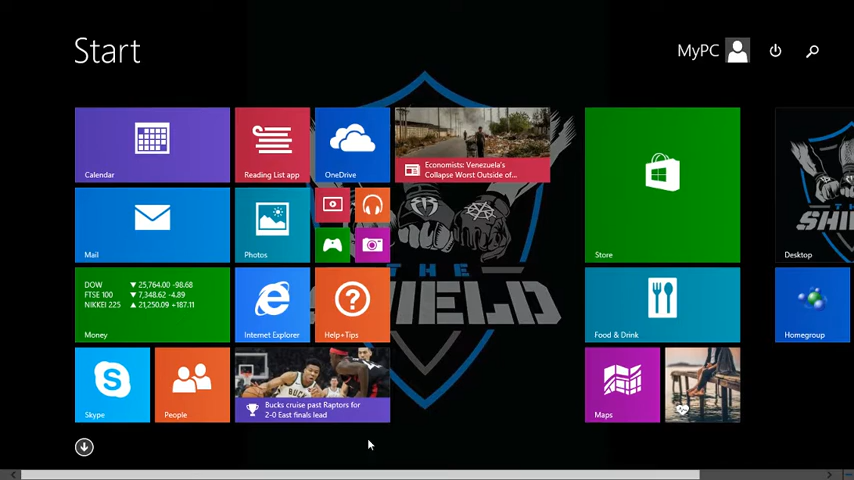 Start
MyPC
Calendar
Reading List app
OneDrive
Economists: Venezuela's
Collapse Worst Outside of...
Store
Desktop
Mail
Photos
THE
SHIELD
DOW ▼ 25,764.00 -98.68
FTSE 100 ▼ 7,348.62 -4.89
NIKKEI 225 ▲ 21,250.09 +187.11
Money
Internet Explorer
Help+Tips
Food & Drink
Homegroup
Skype
People
BUCKS
Bucks cruise past Raptors for
2-0 East finals lead
Maps